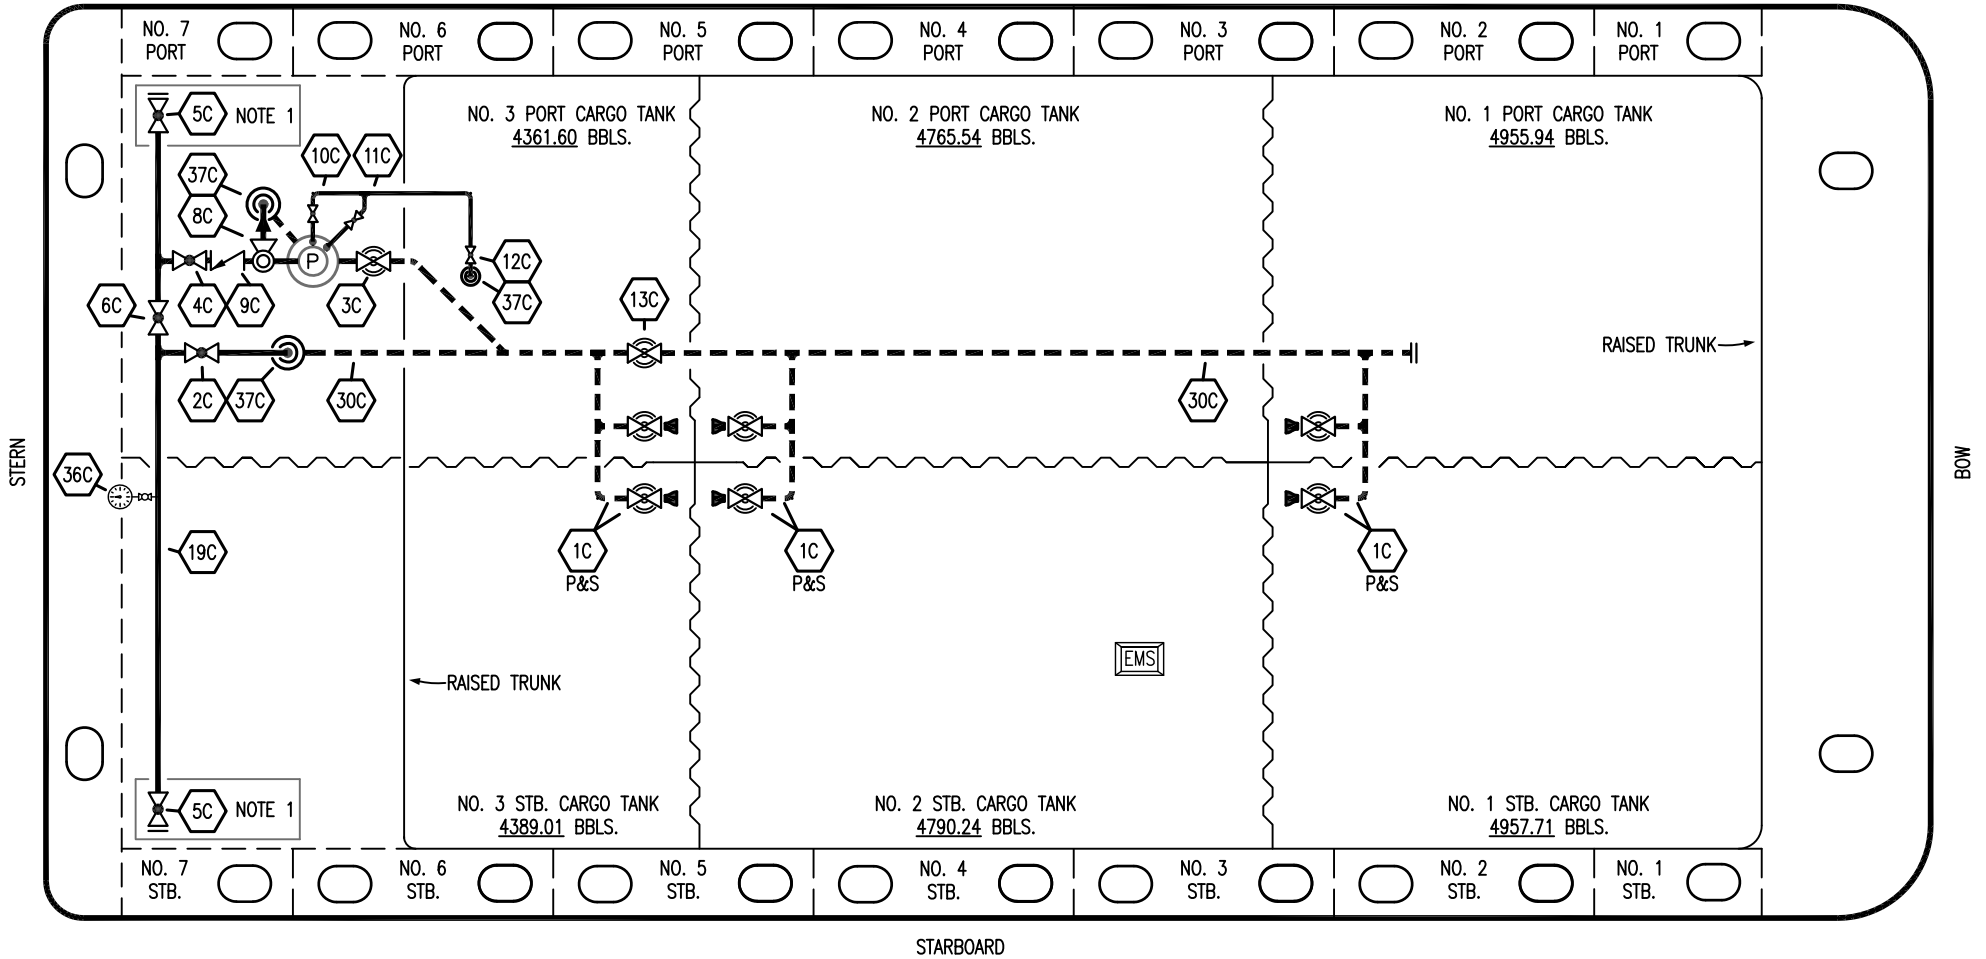 NO. 7
PORT
NO. 6
PORT
NO. 5
PORT
NO. 4
PORT
NO. 3
PORT
NO. 2
PORT
NO. 1
PORT
5C
NOTE 1
NO. 3 PORT CARGO TANK
4361.60 BBLS.
NO. 2 PORT CARGO TANK
4765.54 BBLS.
NO. 1 PORT CARGO TANK
4955.94 BBLS.
10C
11C
37C
8C
P
12C
37C
6C
4C
9C
3C
13C
RAISED TRUNK
2C
37C
30C
30C
STERN
BOW
36C
19C
1C
P&S
1C
P&S
1C
P&S
EMS
RAISED TRUNK
5C
NOTE 1
NO. 3 STB. CARGO TANK
4389.01 BBLS.
NO. 2 STB. CARGO TANK
4790.24 BBLS.
NO. 1 STB. CARGO TANK
4957.71 BBLS.
NO. 7
STB.
NO. 6
STB.
NO. 5
STB.
NO. 4
STB.
NO. 3
STB.
NO. 2
STB.
NO. 1
STB.
STARBOARD